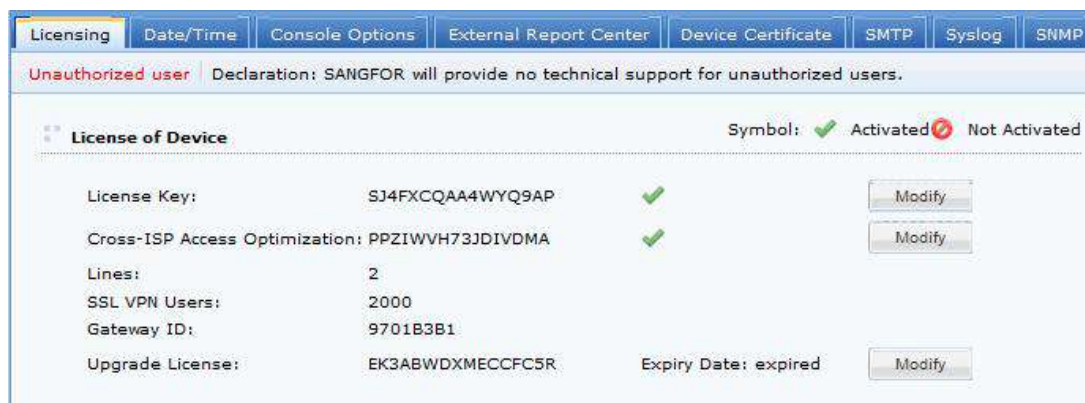 Licensing Date/Time Console Options External Report Center Device Certificate SMTP Syslog SNMP
Unauthorized user Declaration: SANGFOR will provide no technical support for unauthorized users.
License of Device Symbol: Activated Not Activated
License Key: SJ4FXCQAA4WYQ9AP Modify
Cross-ISP Access Optimization: PPZIWVH73JDIVDMA Modify
Lines: 2
SSL VPN Users: 2000
Gateway ID: 9701B3B1
Upgrade License: EK3ABWDXMECCFC5R Expiry Date: expired Modify